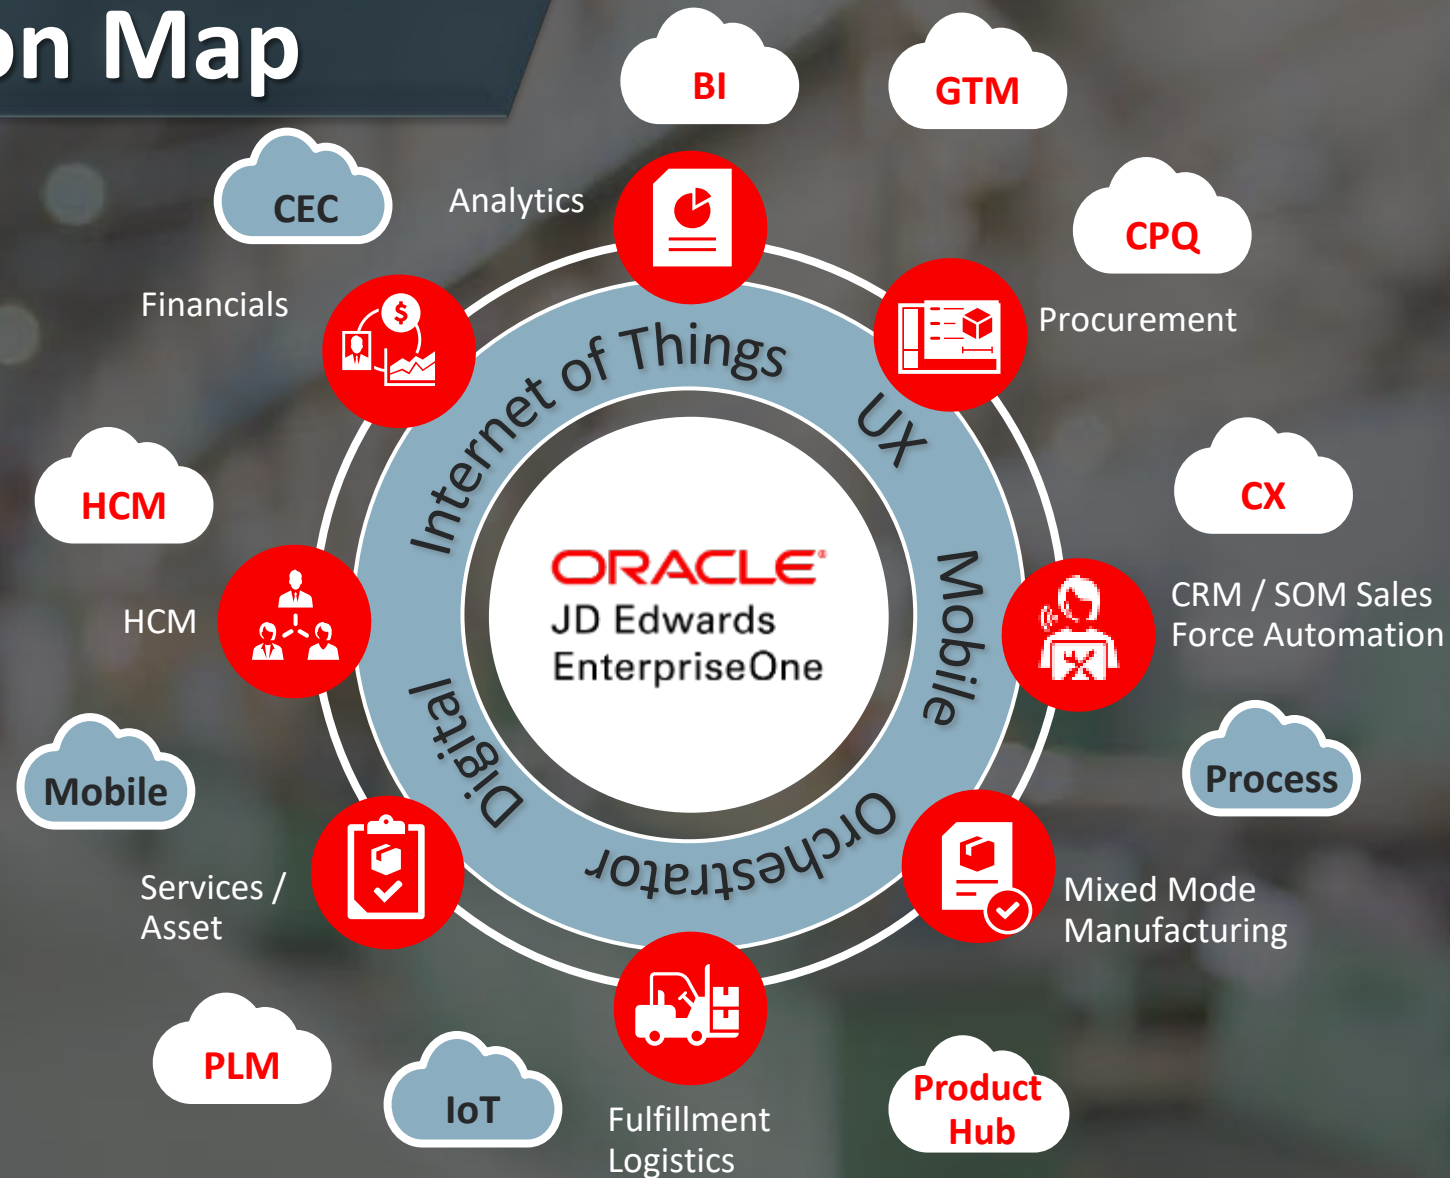 on Map
BI
GTM
CEC
Analytics
CPQ
Financials
Procurement
Internet of Things
UX
HCM
CX
ORACLE®
JD Edwards
EnterpriseOne
Mobile
HCM
CRM / SOM Sales
Force Automation
Digital
Mobile
Process
Orchestrator
Services /
Asset
Mixed Mode
Manufacturing
PLM
IoT
Fulfillment
Logistics
Product
Hub